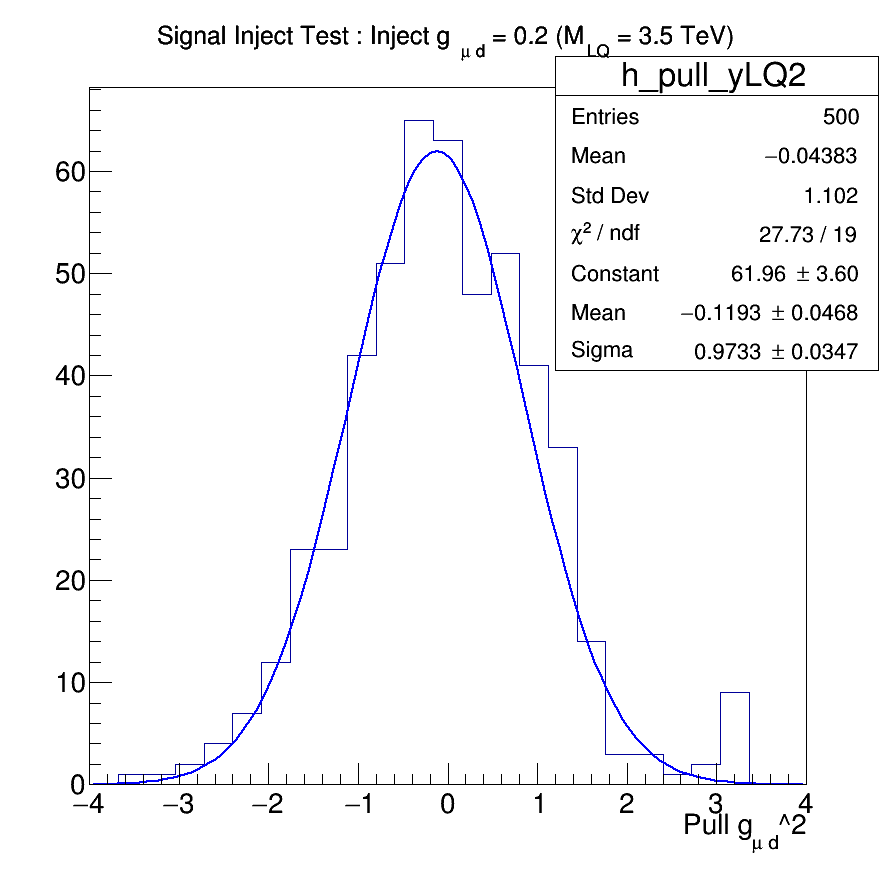 Signal Inject Test : Inject g μ d = 0.2 (M LQ = 3.5 TeV)
h_pull_yLQ2
Entries 500
Mean −0.04383
Std Dev 1.102
χ² / ndf 27.73 / 19
Constant 61.96 ± 3.60
Mean −0.1193 ± 0.0468
Sigma 0.9733 ± 0.0347
60
50
40
30
20
10
0
−4 −3 −2 −1 0 1 2 3 4
Pull g μ d ^2